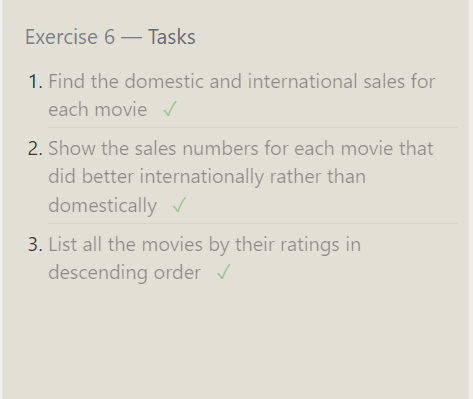 Exercise 6 — Tasks
1. Find the domestic and international sales for
each movie ✓
2. Show the sales numbers for each movie that
did better internationally rather than
domestically ✓
3. List all the movies by their ratings in
descending order ✓